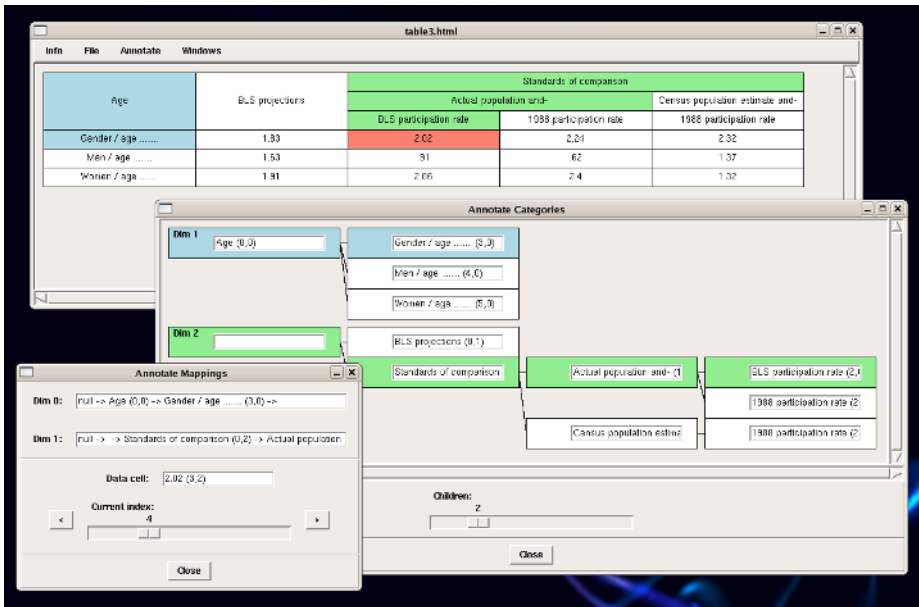 table3.html
Info File Annotate Windows
Age BLS projections Standards of comparison
Actual population and- Census population estimate and-
BLS participation rate 1988 participation rate 1988 participation rate
Gender / age ....... 1.83 2.02 2.24 2.32
Men / age ...... 1.53 .91 .62 1.37
Women / age ....... 1.91 2.06 2.4 1.32
Annotate Categories
Dim 1
Age (0,0) Gender / age ...... (3,0)
Men / age ...... (4,0)
Women / age ...... (5,0)
Dim 2
BLS projections (0,1)
Standards of comparison Actual population and- (1 BLS participation rate (2,
1988 participation rate (2
Census population estima 1988 participation rate (2
Children:
2
Close
Annotate Mappings
Dim 0: null -> Age (0,0) -> Gender / age ...... (3,0) ->
Dim 1: null -> -> Standards of comparison (0,2) -> Actual population
Data cell: 2.02 (3,2)
Current index:
4
Close